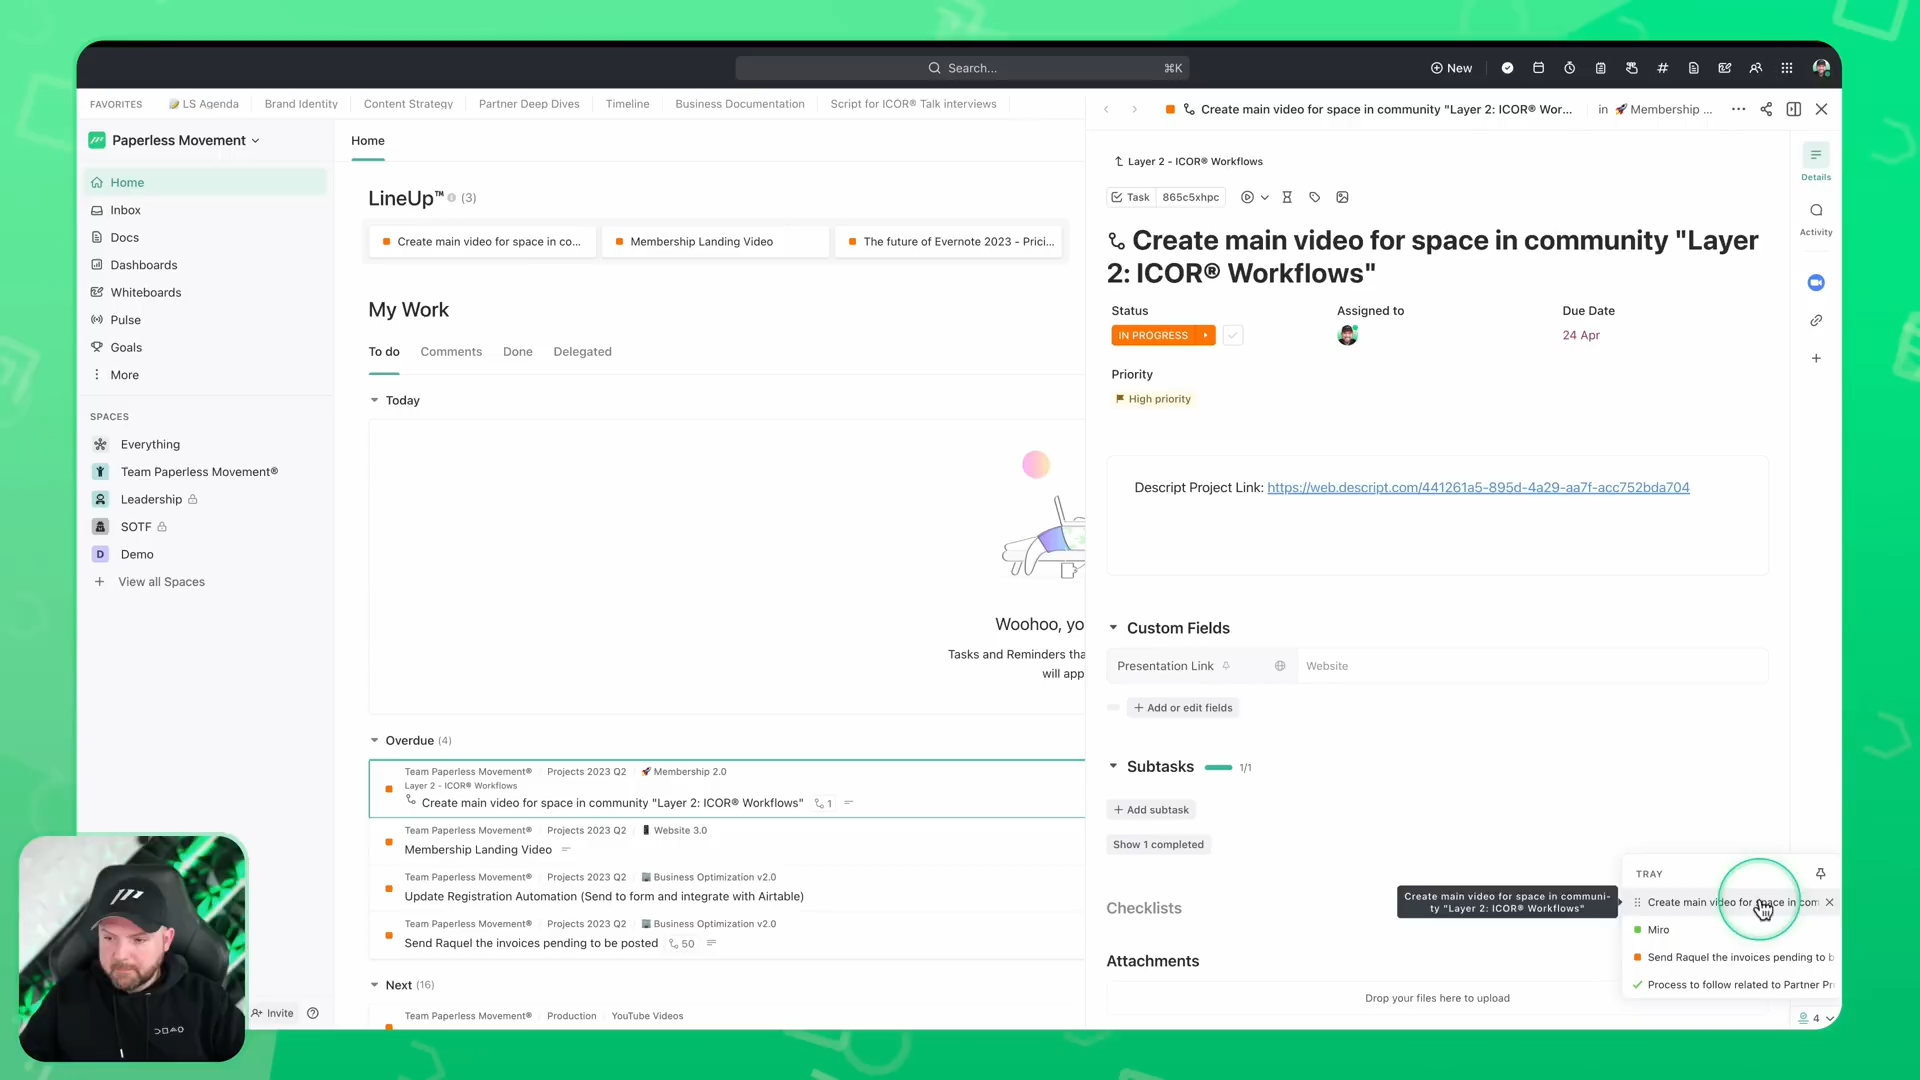 Search...
⌘K
New
FAVORITES
LS Agenda
Brand Identity
Content Strategy
Partner Deep Dives
Timeline
Business Documentation
Script for ICOR® Talk interviews
Paperless Movement
Home
Inbox
Docs
Dashboards
Whiteboards
Pulse
Goals
More
SPACES
Everything
Team Paperless Movement®
Leadership
SOTF
D Demo
+ View all Spaces
Invite
Home
LineUp™ (3)
Create main video for space in co...
Membership Landing Video
The future of Evernote 2023 - Prici...
My Work
To do
Comments
Done
Delegated
Today
Woohoo, yo
Tasks and Reminders tha
will app
Overdue (4)
Team Paperless Movement® Projects 2023 Q2 Membership 2.0
Layer 2 - ICOR® Workflows
Create main video for space in community "Layer 2: ICOR® Workflows" 1
Team Paperless Movement® Projects 2023 Q2 Website 3.0
Membership Landing Video
Team Paperless Movement® Projects 2023 Q2 Business Optimization v2.0
Update Registration Automation (Send to form and integrate with Airtable)
Team Paperless Movement® Projects 2023 Q2 Business Optimization v2.0
Send Raquel the invoices pending to be posted 50
Next (16)
Team Paperless Movement® Production YouTube Videos
Create main video for space in community "Layer 2: ICOR® Wor...
in Membership ...
Layer 2 - ICOR® Workflows
Task 865c5xhpc
Create main video for space in community "Layer
2: ICOR® Workflows"
Status
IN PROGRESS
Assigned to
Due Date
24 Apr
Priority
High priority
Descript Project Link: https://web.descript.com/441261a5-895d-4a29-aa7f-acc752bda704
Custom Fields
Presentation Link
Website
+ Add or edit fields
Subtasks 1/1
+ Add subtask
Show 1 completed
Checklists
Attachments
Drop your files here to upload
Details
Activity
Create main video for space in communi-
ty "Layer 2: ICOR® Workflows"
TRAY
Create main video for space in com
Miro
Send Raquel the invoices pending to b
Process to follow related to Partner Pr
4